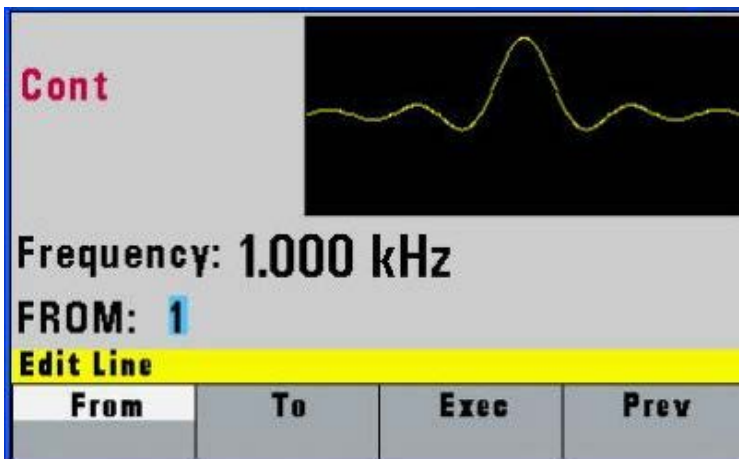 Cont
Frequency: 1.000 kHz
FROM: 1
Edit Line
From To Exec Prev